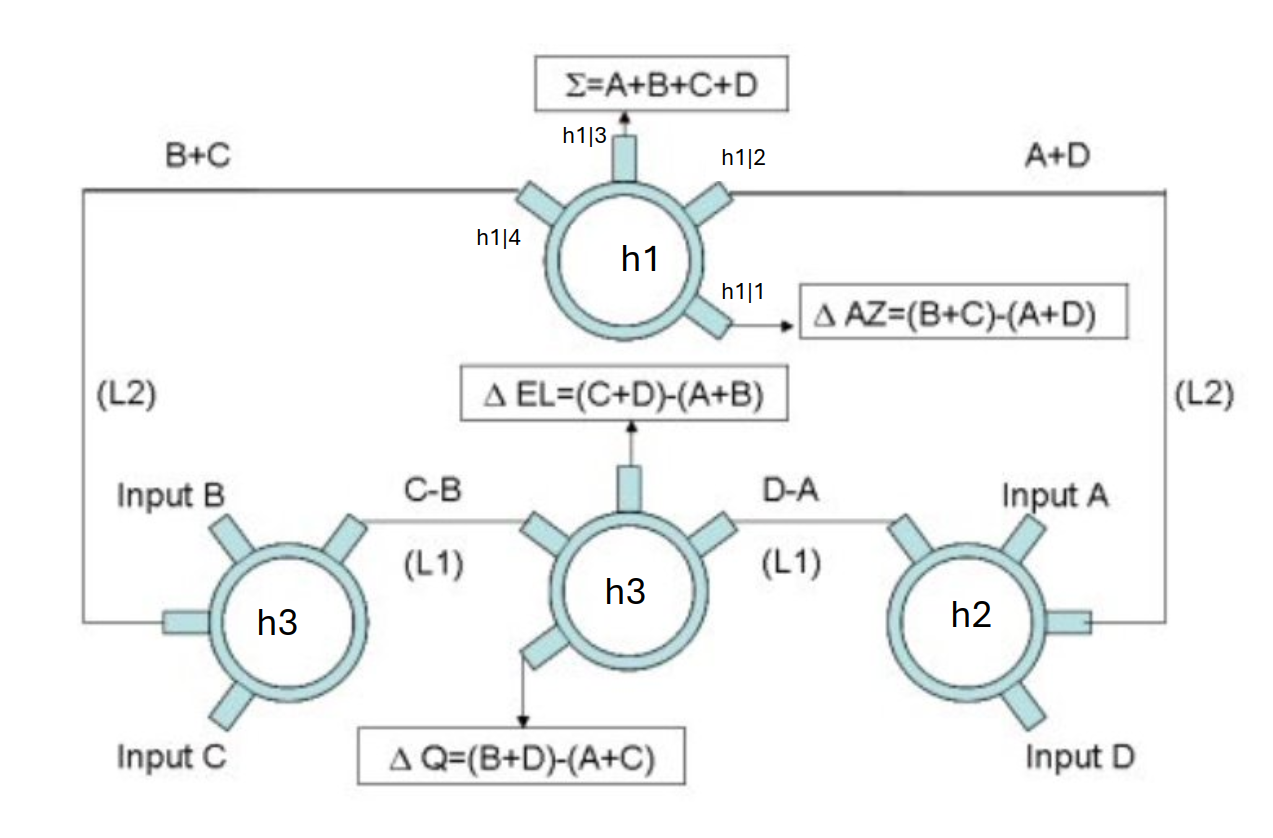 Σ=A+B+C+D
h1|3
B+C
h1|2
A+D
h1|4
h1
h1|1
Δ AZ=(B+C)-(A+D)
(L2)
Δ EL=(C+D)-(A+B)
(L2)
Input B
C-B
D-A
Input A
(L1)
(L1)
h3
h3
h2
Input C
Δ Q=(B+D)-(A+C)
Input D